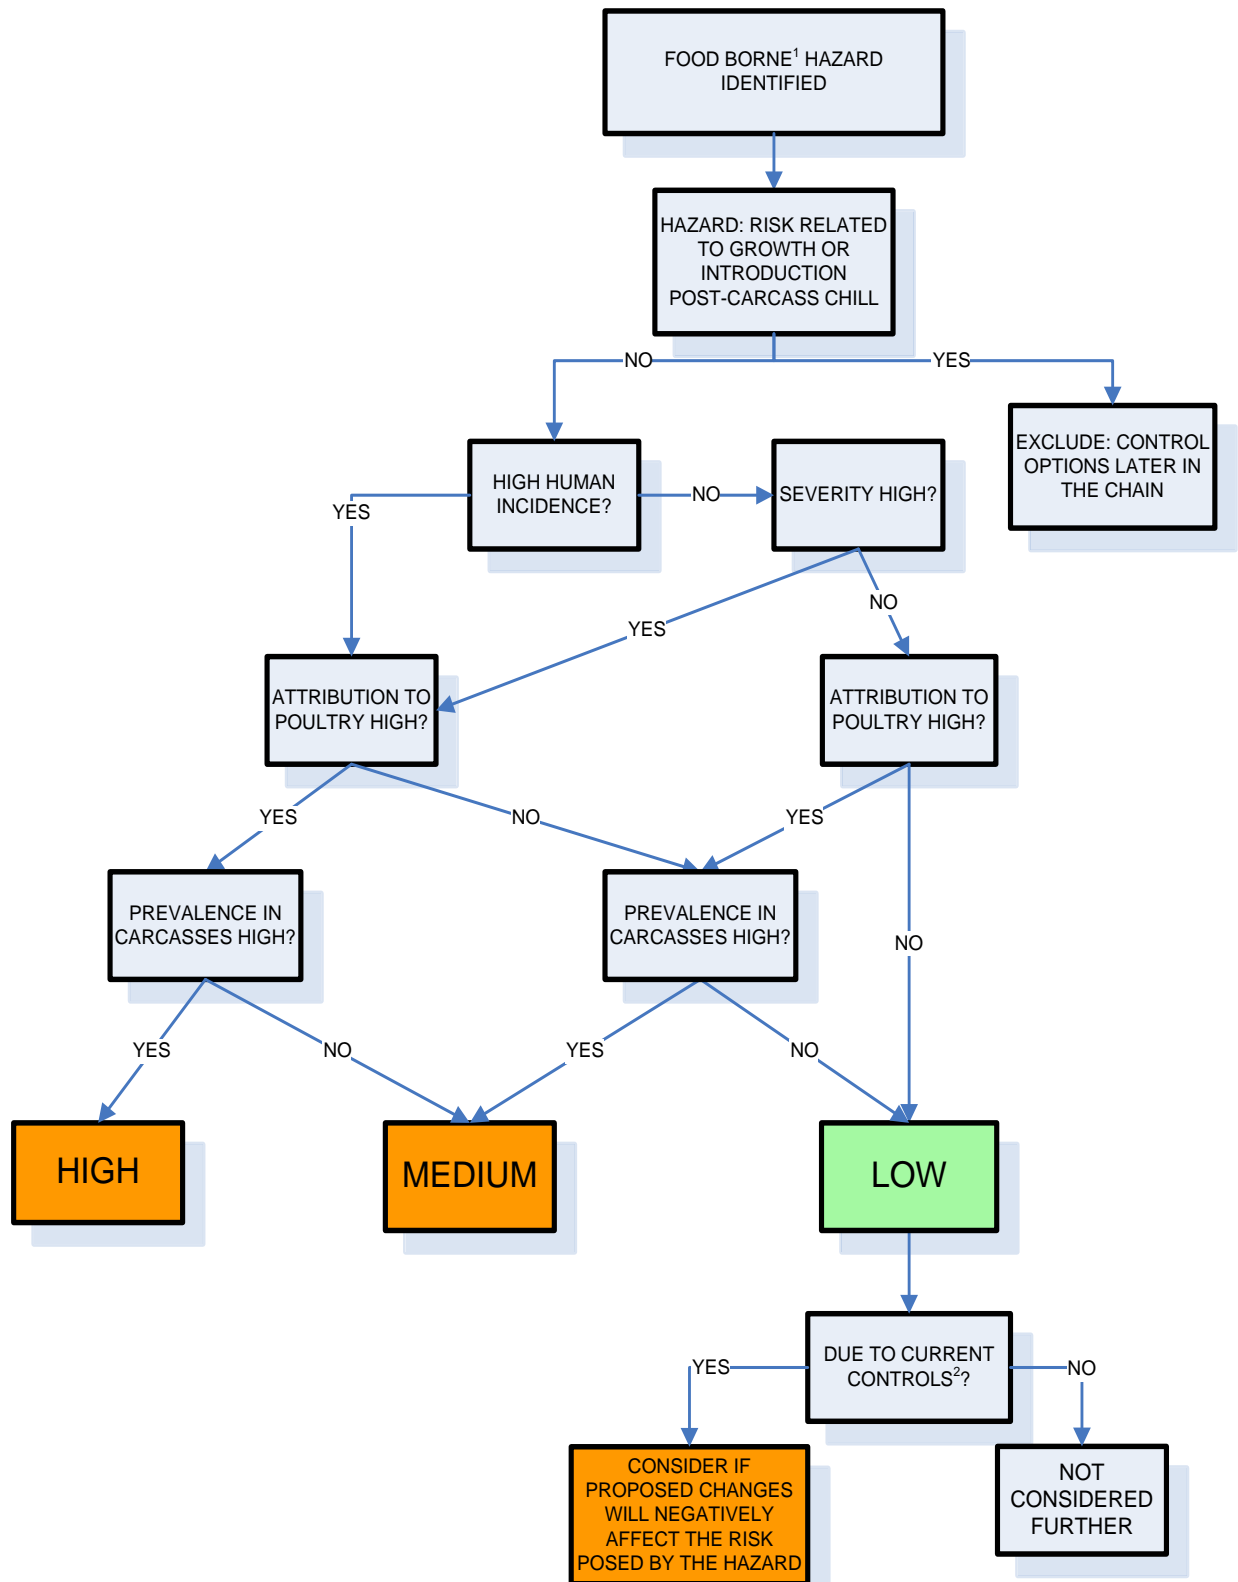 FOOD BORNE¹ HAZARD
IDENTIFIED
HAZARD: RISK RELATED
TO GROWTH OR
INTRODUCTION
POST-CARCASS CHILL
NO
YES
HIGH HUMAN
INCIDENCE?
NO
SEVERITY HIGH?
EXCLUDE: CONTROL
OPTIONS LATER IN
THE CHAIN
YES
YES
NO
ATTRIBUTION TO
POULTRY HIGH?
ATTRIBUTION TO
POULTRY HIGH?
YES
NO
YES
NO
PREVALENCE IN
CARCASSES HIGH?
PREVALENCE IN
CARCASSES HIGH?
YES
NO
YES
NO
HIGH
MEDIUM
LOW
DUE TO CURRENT
CONTROLS²?
YES
NO
CONSIDER IF
PROPOSED CHANGES
WILL NEGATIVELY
AFFECT THE RISK
POSED BY THE HAZARD
NOT
CONSIDERED
FURTHER